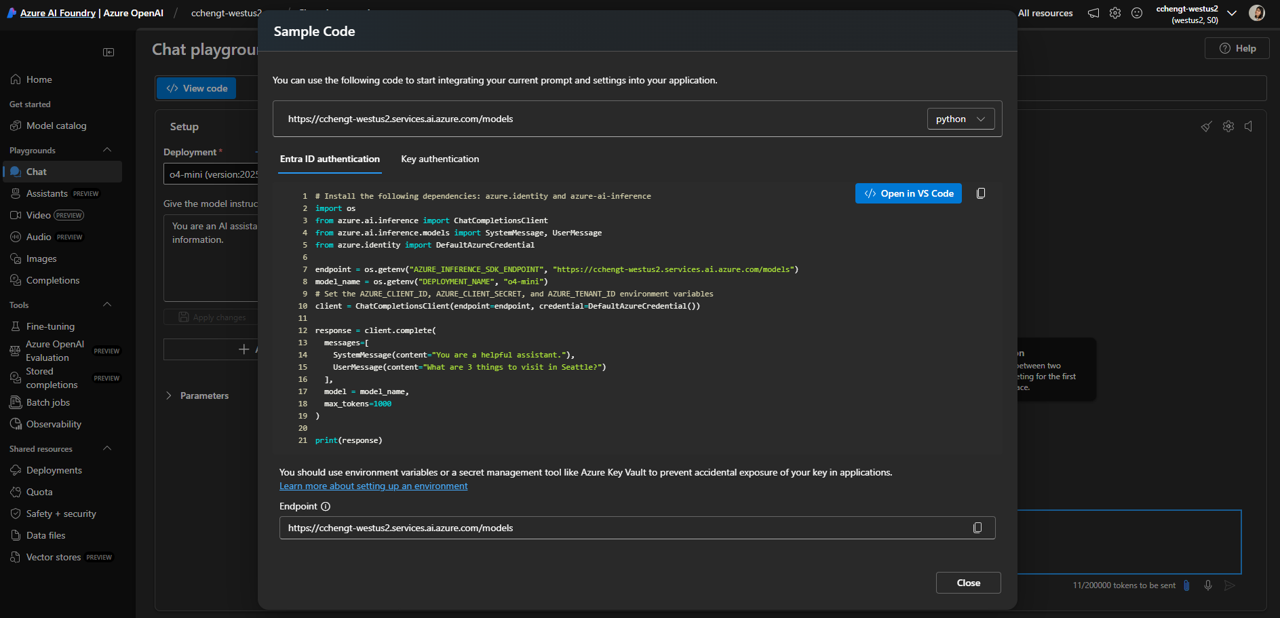 Azure AI Foundry | Azure OpenAI / cchengt-westus2
All resources
cchengt-westus2
(westus2, S0)
Home
Get started
Model catalog
Playgrounds
Chat
Assistants PREVIEW
Video PREVIEW
Audio PREVIEW
Images
Completions
Tools
Fine-tuning
Azure OpenAI
Evaluation PREVIEW
Stored
completions PREVIEW
Batch jobs
Observability
Shared resources
Deployments
Quota
Safety + security
Data files
Vector stores PREVIEW
Chat playgrou
Help
View code
Setup
Deployment *
o4-mini (version:202
Give the model instruc
You are an AI assista
information.
Apply changes
Parameters
Sample Code
You can use the following code to start integrating your current prompt and settings into your application.
https://cchengt-westus2.services.ai.azure.com/models
python
Entra ID authentication
Key authentication
Open in VS Code
1 # Install the following dependencies: azure.identity and azure-ai-inference
2 import os
3 from azure.ai.inference import ChatCompletionsClient
4 from azure.ai.inference.models import SystemMessage, UserMessage
5 from azure.identity import DefaultAzureCredential
6
7 endpoint = os.getenv("AZURE_INFERENCE_SDK_ENDPOINT", "https://cchengt-westus2.services.ai.azure.com/models")
8 model_name = os.getenv("DEPLOYMENT_NAME", "o4-mini")
9 # Set the AZURE_CLIENT_ID, AZURE_CLIENT_SECRET, and AZURE_TENANT_ID environment variables
10 client = ChatCompletionsClient(endpoint=endpoint, credential=DefaultAzureCredential())
11
12 response = client.complete(
13 messages=[
14 SystemMessage(content="You are a helpful assistant."),
15 UserMessage(content="What are 3 things to visit in Seattle?")
16 ],
17 model = model_name,
18 max_tokens=1000
19 )
20
21 print(response)
You should use environment variables or a secret management tool like Azure Key Vault to prevent accidental exposure of your key in applications.
Learn more about setting up an environment
Endpoint
https://cchengt-westus2.services.ai.azure.com/models
Close
on
between two
eting for the first
ce.
11/200000 tokens to be sent